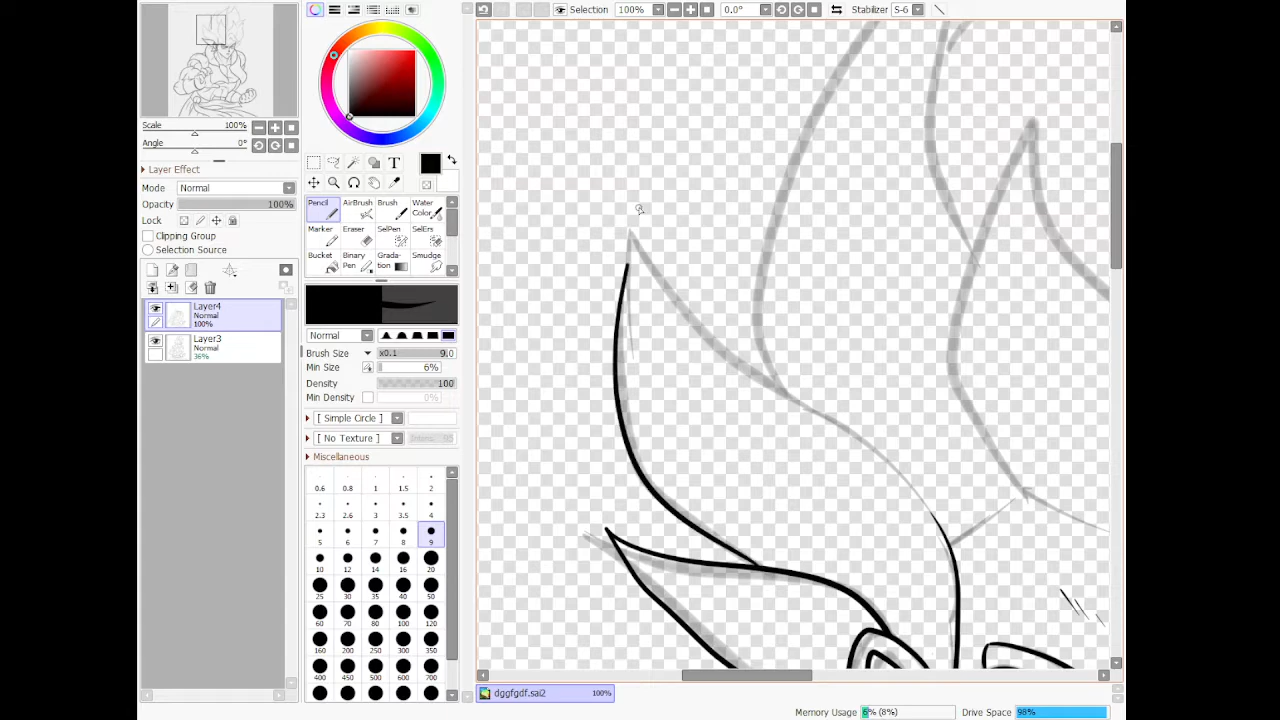 Selection 100% 0.0° Stabilizer S-6
Scale 100%
Angle 0°
Layer Effect
Mode Normal
Opacity 100%
Lock
Clipping Group
Selection Source
Layer4
Normal
100%
Layer3
Normal
36%
T
Pencil AirBrush Brush Water Color
Marker Eraser SelPen SelErs
Bucket Binary Pen Grada-tion Smudge
Normal
Brush Size x0.1 9.0
Min Size 6%
Density 100
Min Density 0%
[ Simple Circle ]
[ No Texture ]
Miscellaneous
0.6 0.8 1 1.5 2
2.3 2.6 3 3.5 4
5 6 7 8 9
10 12 14 16 20
25 30 35 40 50
60 70 80 100 120
160 200 250 300 350
400 450 500 600 700
dggfgdf.sai2 100%
Memory Usage 6% (8%) Drive Space 98%